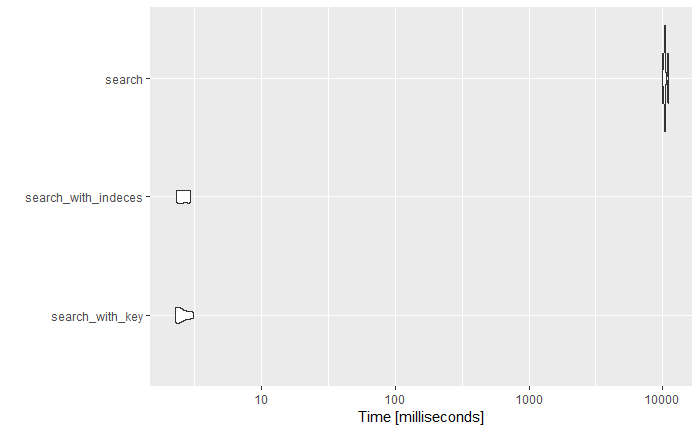 search
search_with_indeces
search_with_key
10 100 1000 10000
Time [milliseconds]